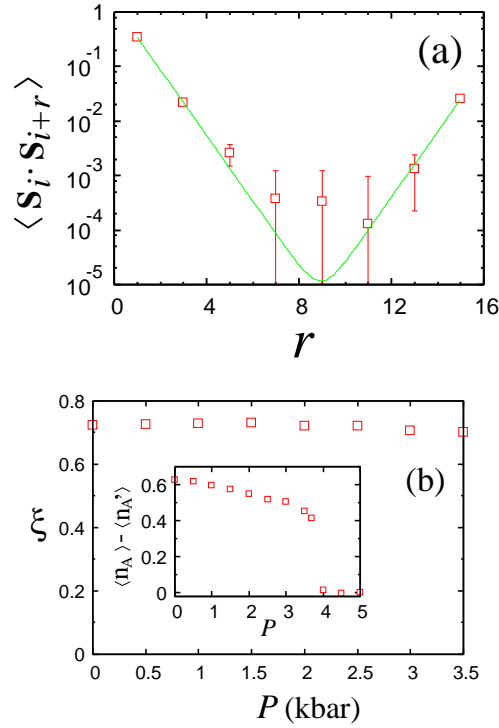 1
10⁻¹
10⁻²
10⁻³
10⁻⁴
10⁻⁵
⟨ S_i · S_{i+r} ⟩
(a)
0 4 8 12 16
r
0.8
0.6
0.4
0.2
0
ξ
(b)
0.6
0.4
0.2
0
⟨n_A⟩ - ⟨n_A'⟩
0 1 2 3 4 5
P
0 0.5 1 1.5 2 2.5 3 3.5
P (kbar)